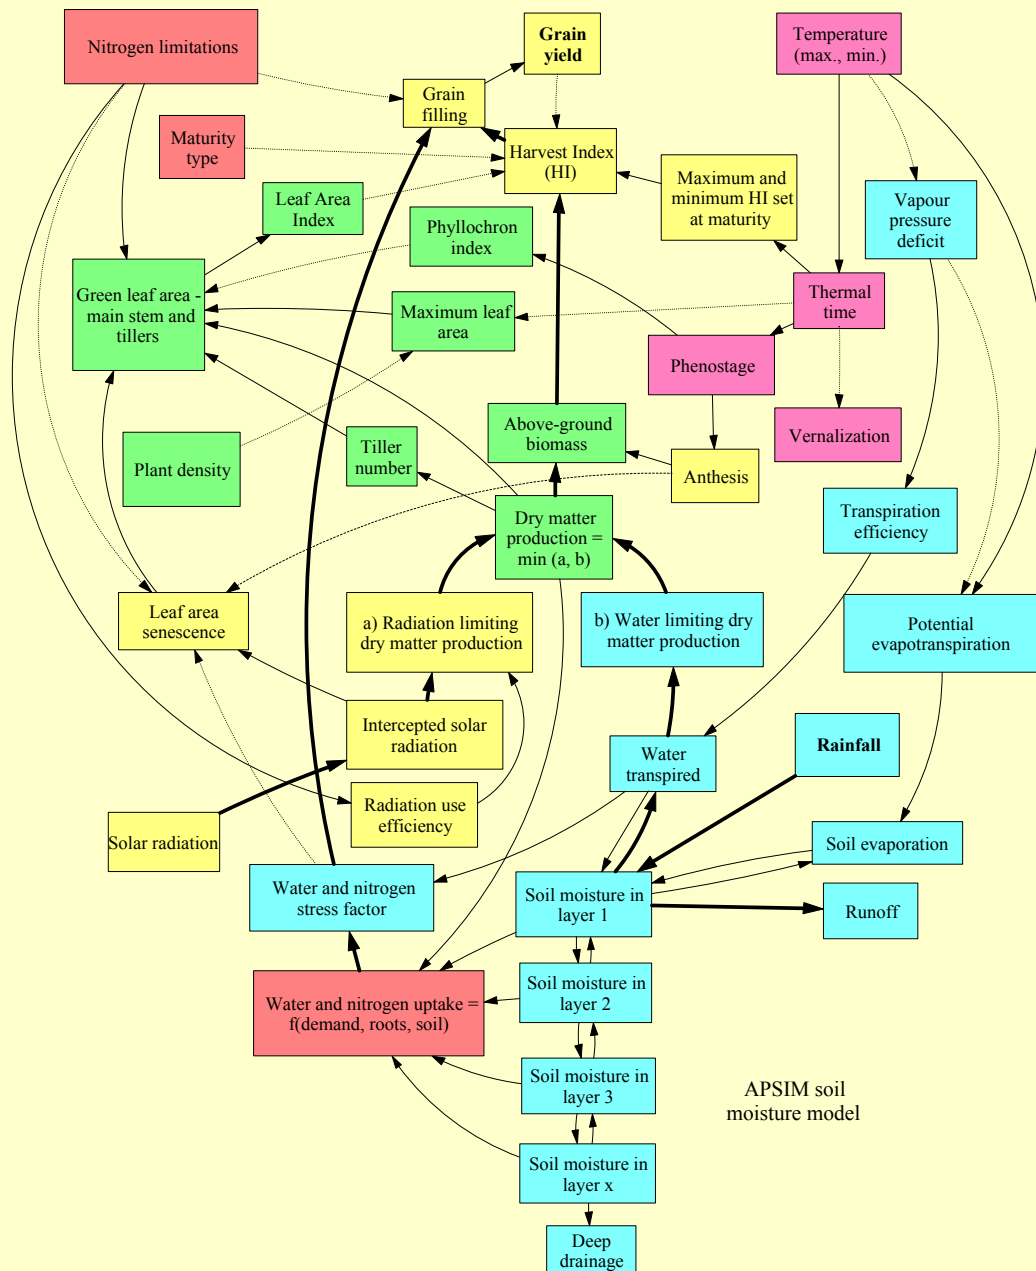 Nitrogen limitations
Grain
yield
Temperature
(max., min.)
Grain
filling
Maturity
type
Harvest Index
(HI)
Maximum and
minimum HI set
at maturity
Vapour
pressure
deficit
Leaf Area
Index
Phyllochron
index
Green leaf area -
main stem and
tillers
Maximum leaf
area
Thermal
time
Phenostage
Above-ground
biomass
Vernalization
Plant density
Tiller
number
Anthesis
Transpiration
efficiency
Dry matter
production =
min (a, b)
Leaf area
senescence
a) Radiation limiting
dry matter production
b) Water limiting dry
matter production
Potential
evapotranspiration
Intercepted solar
radiation
Water
transpired
Rainfall
Solar radiation
Radiation use
efficiency
Soil evaporation
Water and nitrogen
stress factor
Soil moisture in
layer 1
Runoff
Water and nitrogen uptake =
f(demand, roots, soil)
Soil moisture in
layer 2
Soil moisture in
layer 3
APSIM soil
moisture model
Soil moisture in
layer x
Deep
drainage